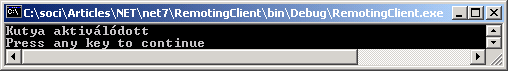 C:\soci\Articles\NET\net7\RemotingClient\bin\Debug\RemotingClient.exe
Kutya aktiválódott
Press any key to continue